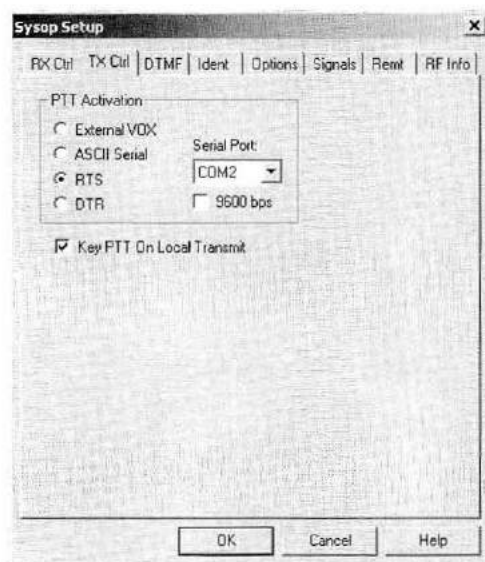 Sysop Setup
RX Ctrl TX Ctrl DTMF Ident Options Signals Remt RF Info
PTT Activation
External VOX
ASCII Serial
Serial Port:
RTS
COM2
DTR
9600 bps
Key PTT On Local Transmit
OK Cancel Help